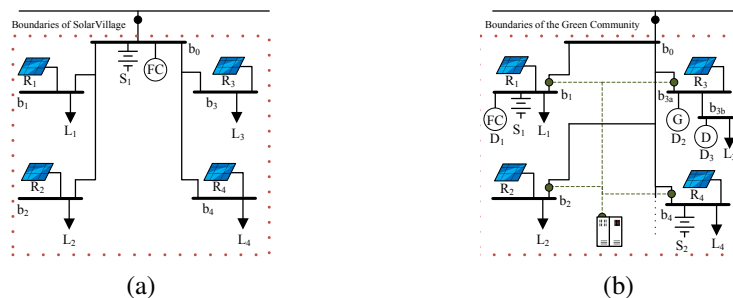 Boundaries of SolarVillage
b0
S1
FC
R1
R3
b1
b3
L1
L3
R2
R4
b2
b4
L2
L4
(a)
Boundaries of the Green Community
b0
R1
R3
b1
b3a
b3b
FC
S1
L1
G
D
D1
D2
D3
R2
R4
b2
b4
L2
S2
L4
(b)